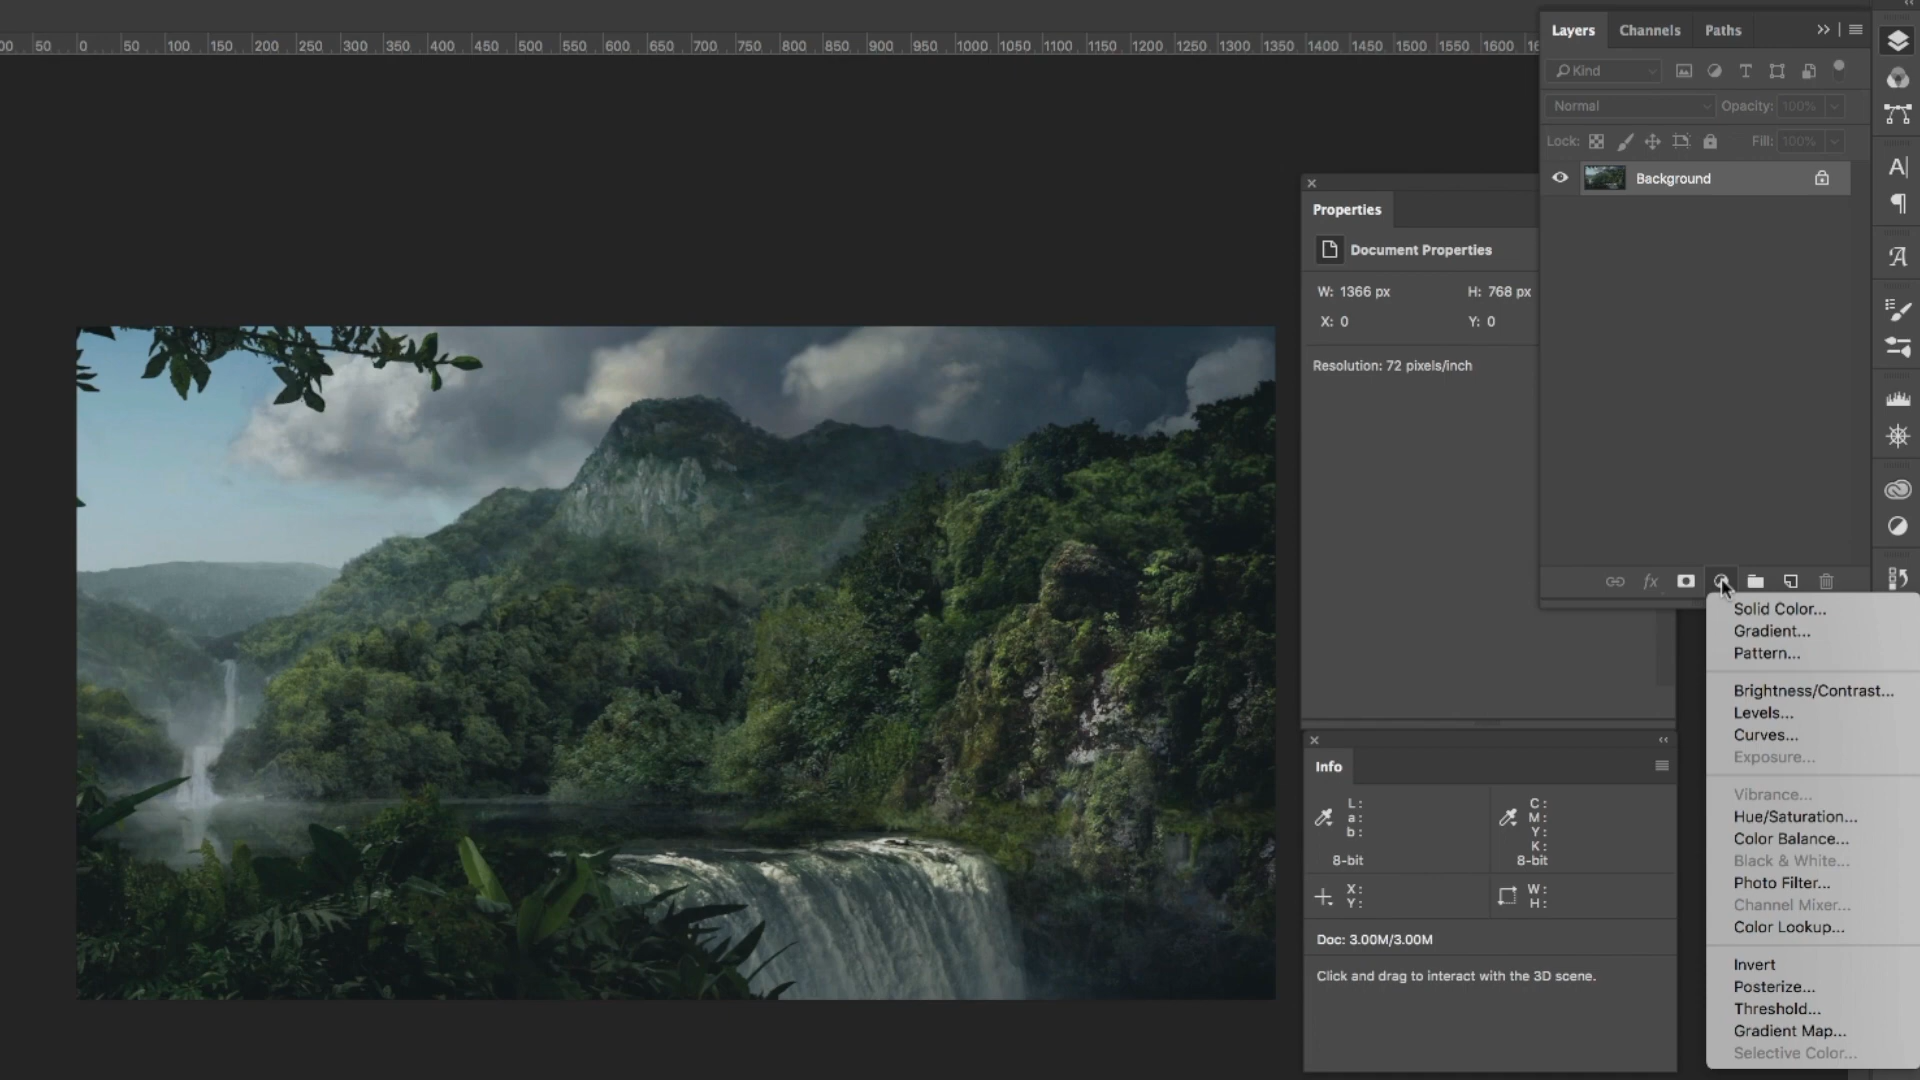 00 50 0 50 100 150 200 250 300 350 400 450 500 550 600 650 700 750 800 850 900 950 1000 1050 1100 1150 1200 1250 1300 1350 1400 1450 1500 1550 1600 16
Layers Channels Paths
Kind
Normal Opacity: 100%
Lock: Fill: 100%
Background
Properties
Document Properties
W: 1366 px H: 768 px
X: 0 Y: 0
Resolution: 72 pixels/inch
fx
Solid Color...
Gradient...
Pattern...
Brightness/Contrast...
Levels...
Curves...
Exposure...
Vibrance...
Hue/Saturation...
Color Balance...
Black & White...
Photo Filter...
Channel Mixer...
Color Lookup...
Invert
Posterize...
Threshold...
Gradient Map...
Selective Color...
Info
L: C:
a: M:
b: Y:
K:
8-bit 8-bit
X: W:
Y: H:
Doc: 3.00M/3.00M
Click and drag to interact with the 3D scene.